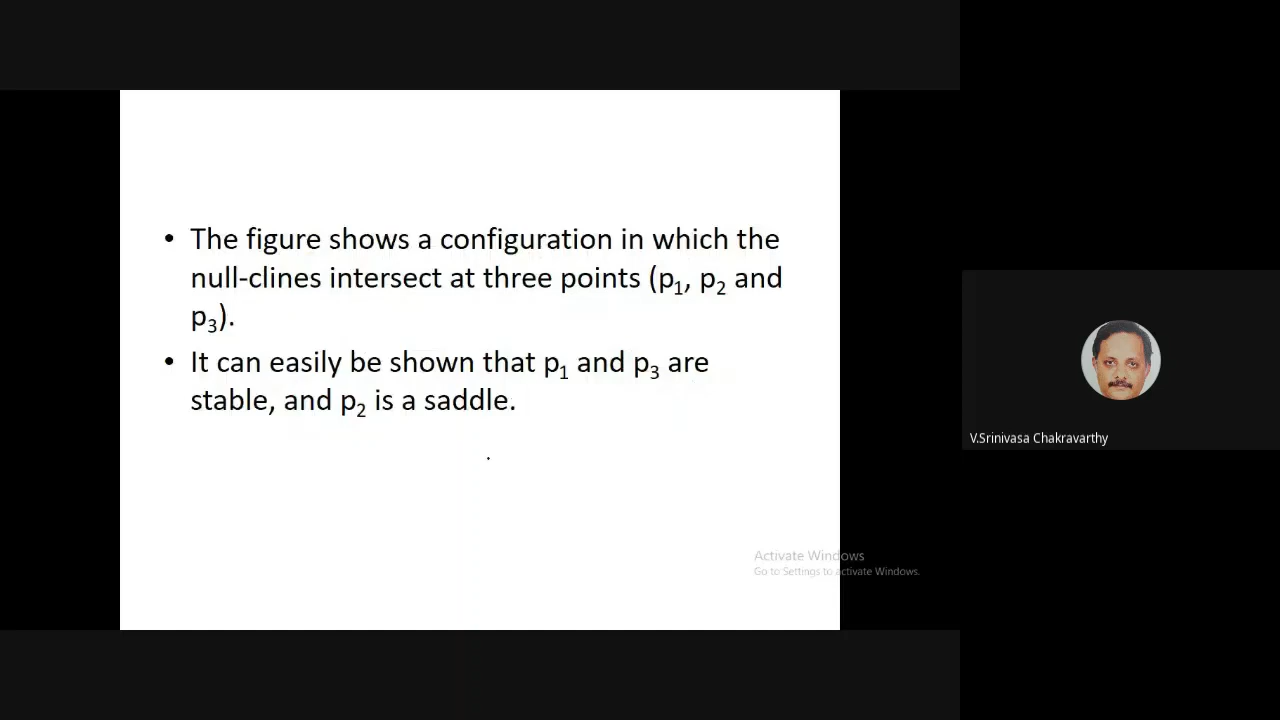 • The figure shows a configuration in which the
null-clines intersect at three points (p₁, p₂ and
p₃).
• It can easily be shown that p₁ and p₃ are
stable, and p₂ is a saddle.
V.Srinivasa Chakravarthy
Activate Windows
Go to Settings to activate Windows.